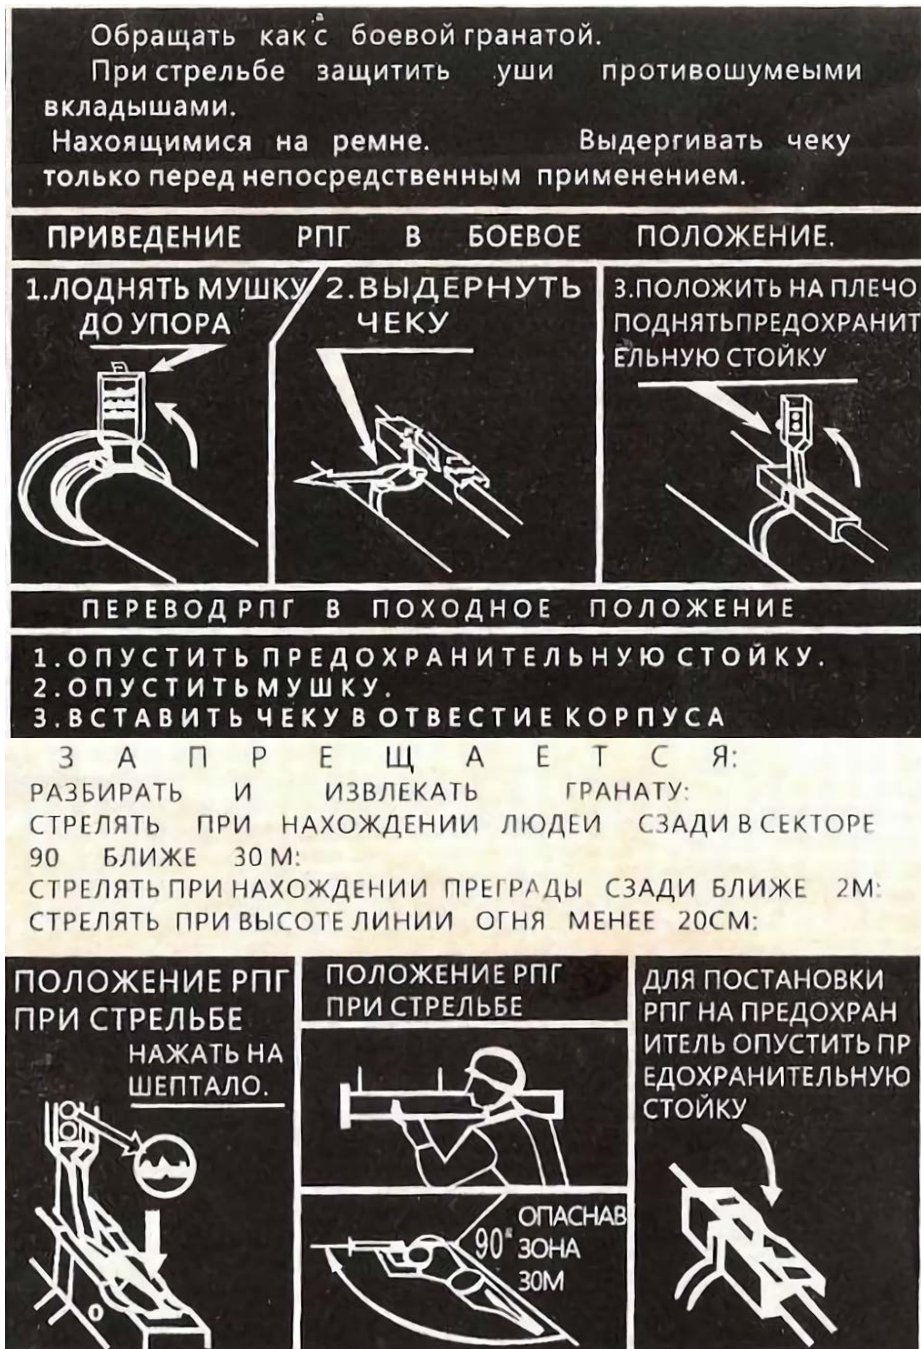 Обращать как с боевой гранатой.
При стрельбе защитить уши противошумеыми
вкладышами.
Нахоящимися на ремне. Выдергивать чеку
только перед непосредственным применением.
ПРИВЕДЕНИЕ РПГ В БОЕВОЕ ПОЛОЖЕНИЕ.
1.ЛОДНЯТЬ МУШКУ
ДО УПОРА
2.ВЫДЕРНУТЬ
ЧЕКУ
3.ПОЛОЖИТЬ НА ПЛЕЧО
ПОДНЯТЬПРЕДОХРАНИТ
ЕЛЬНУЮ СТОЙКУ
ПЕРЕВОД РПГ В ПОХОДНОЕ ПОЛОЖЕНИЕ
1.ОПУСТИТЬ ПРЕДОХРАНИТЕЛЬНУЮ СТОЙКУ.
2.ОПУСТИТЬ МУШКУ.
3.ВСТАВИТЬ ЧЕКУ В ОТВЕСТИЕ КОРПУСА
ЗАПРЕЩАЕТСЯ:
РАЗБИРАТЬ И ИЗВЛЕКАТЬ ГРАНАТУ:
СТРЕЛЯТЬ ПРИ НАХОЖДЕНИИ ЛЮДЕИ СЗАДИ В СЕКТОРЕ
90 БЛИЖЕ 30 М:
СТРЕЛЯТЬ ПРИ НАХОЖДЕНИИ ПРЕГРАДЫ СЗАДИ БЛИЖЕ 2М:
СТРЕЛЯТЬ ПРИ ВЫСОТЕ ЛИНИИ ОГНЯ МЕНЕЕ 20СМ:
ПОЛОЖЕНИЕ РПГ
ПРИ СТРЕЛЬБЕ
НАЖАТЬ НА
ШЕПТАЛО.
ПОЛОЖЕНИЕ РПГ
ПРИ СТРЕЛЬБЕ
90° ОПАСНАВ
ЗОНА
30М
ДЛЯ ПОСТАНОВКИ
РПГ НА ПРЕДОХРАН
ИТЕЛЬ ОПУСТИТЬ ПР
ЕДОХРАНИТЕЛЬНУЮ
СТОЙКУ